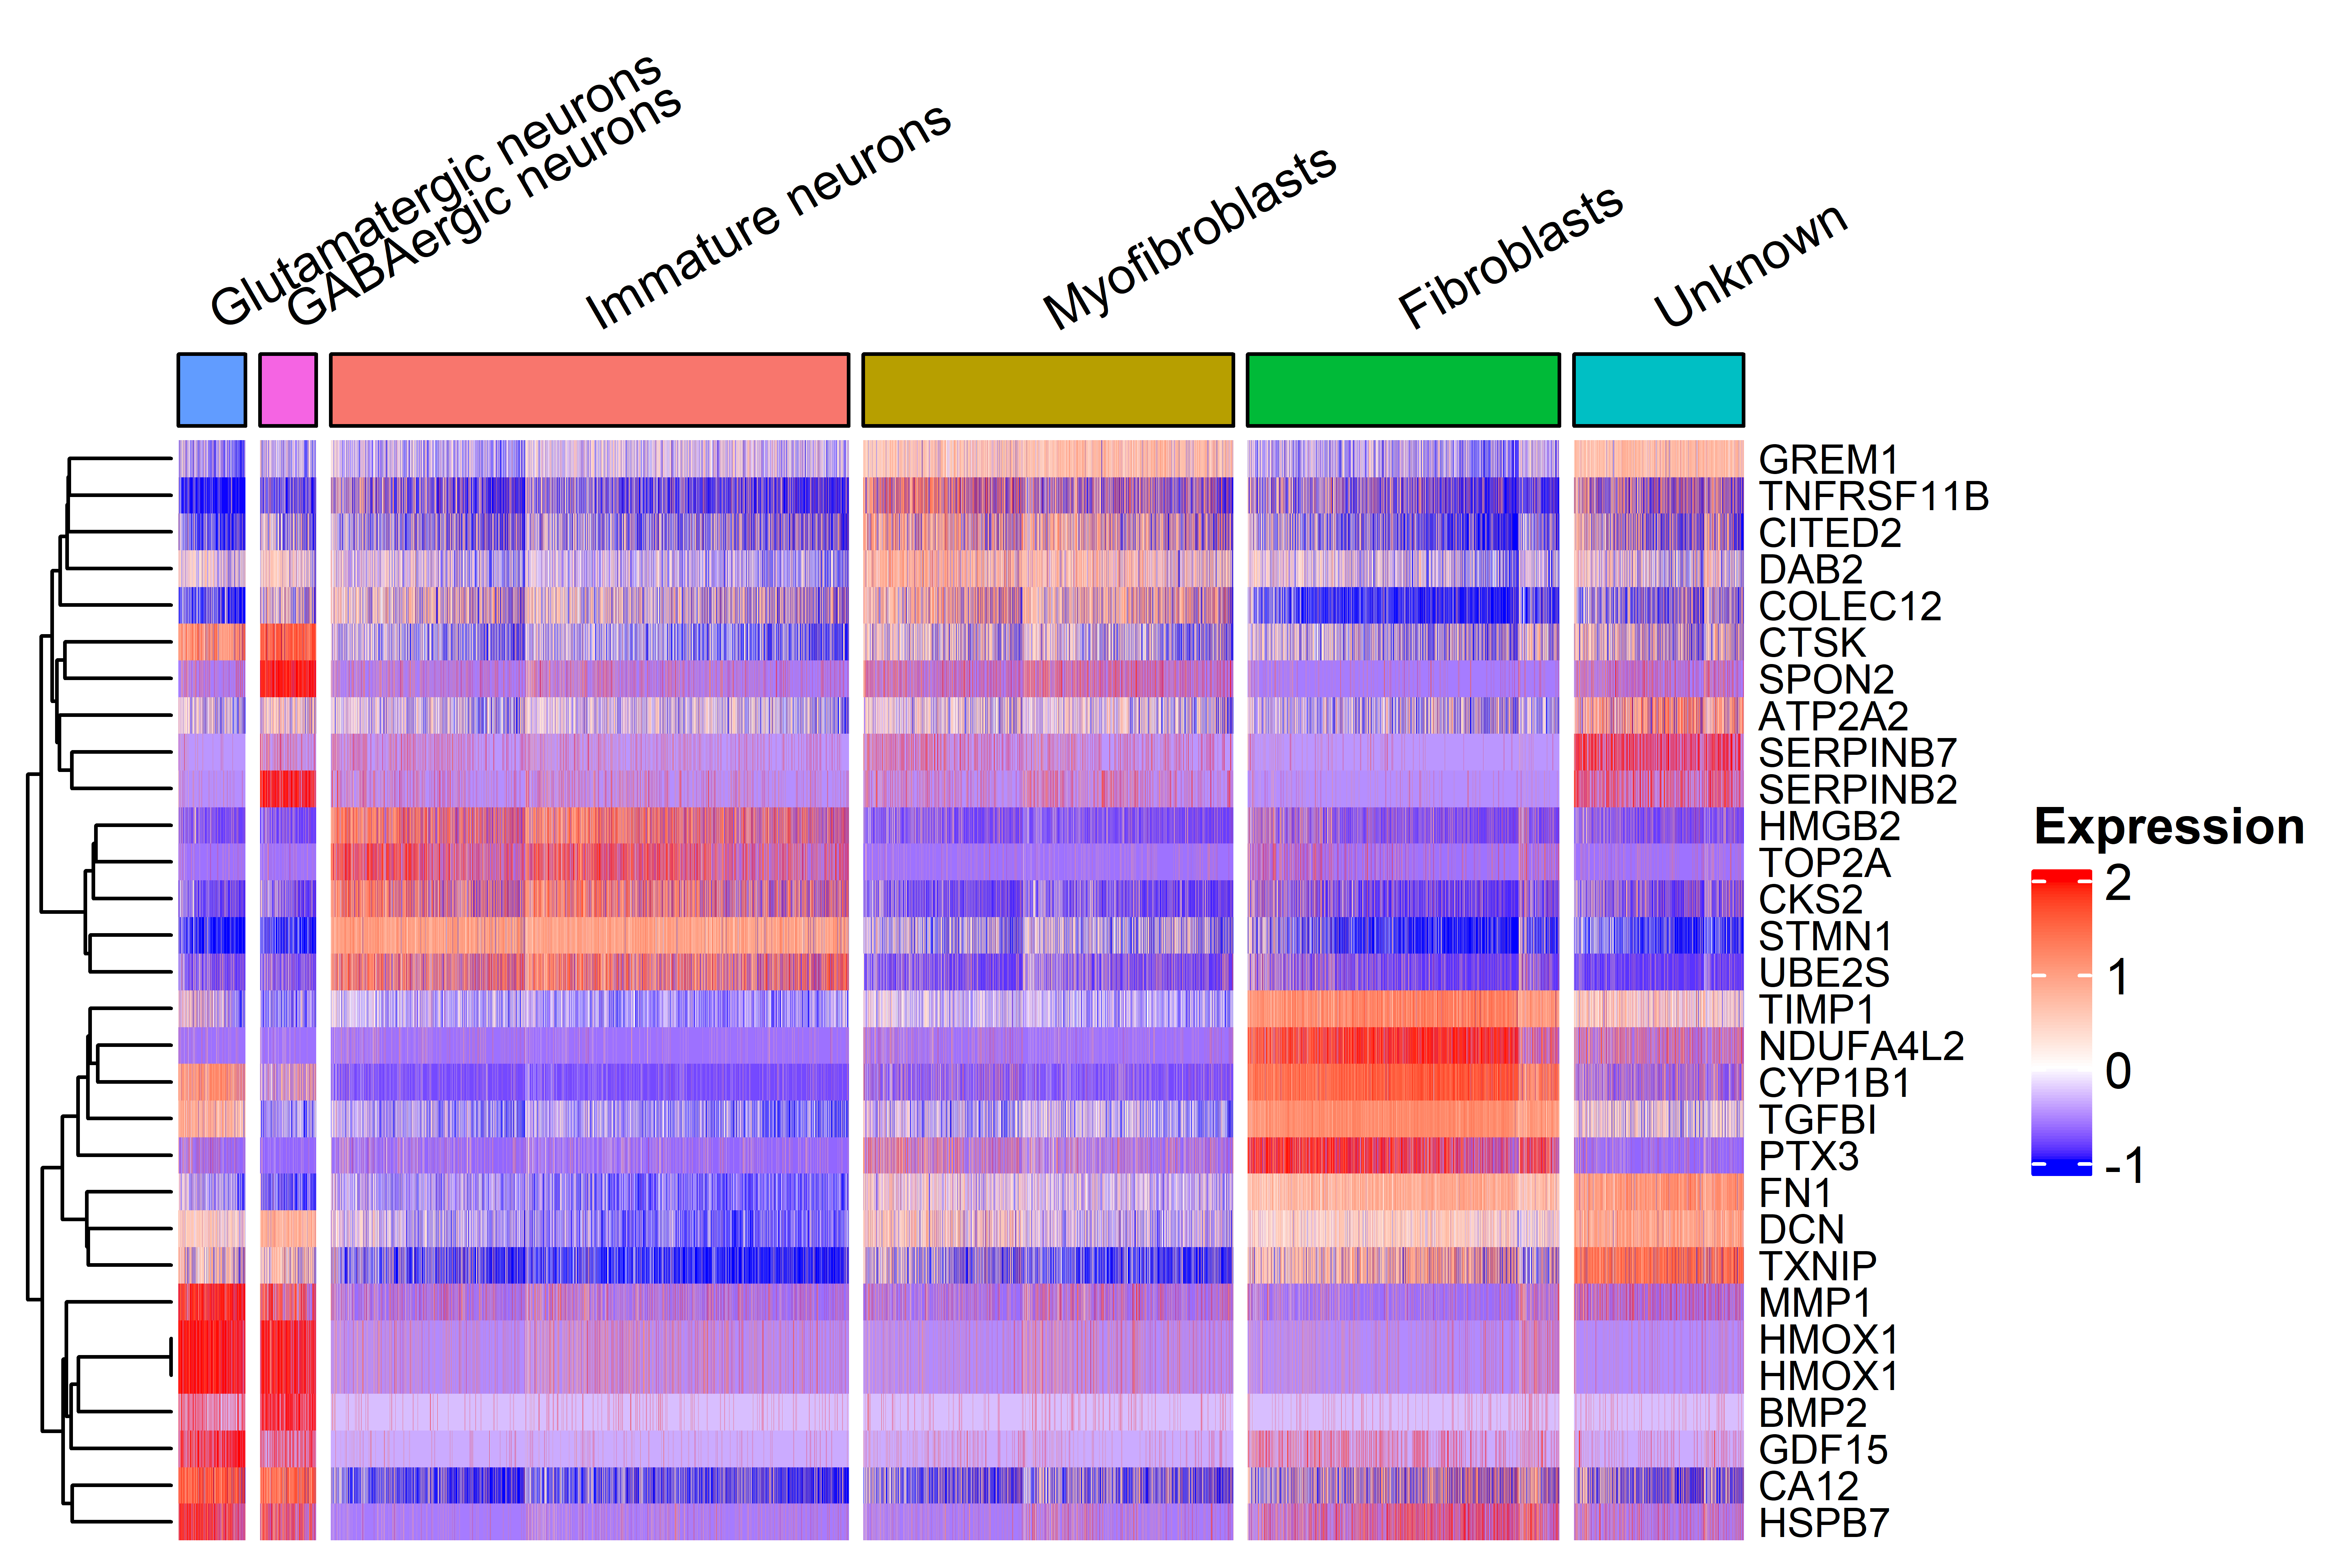 Glutamatergic neurons
GABAergic neurons
Immature neurons
Myofibroblasts
Fibroblasts
Unknown
GREM1
TNFRSF11B
CITED2
DAB2
COLEC12
CTSK
SPON2
ATP2A2
SERPINB7
SERPINB2
HMGB2
TOP2A
CKS2
STMN1
UBE2S
TIMP1
NDUFA4L2
CYP1B1
TGFBI
PTX3
FN1
DCN
TXNIP
MMP1
HMOX1
HMOX1
BMP2
GDF15
CA12
HSPB7
Expression
2
1
0
-1